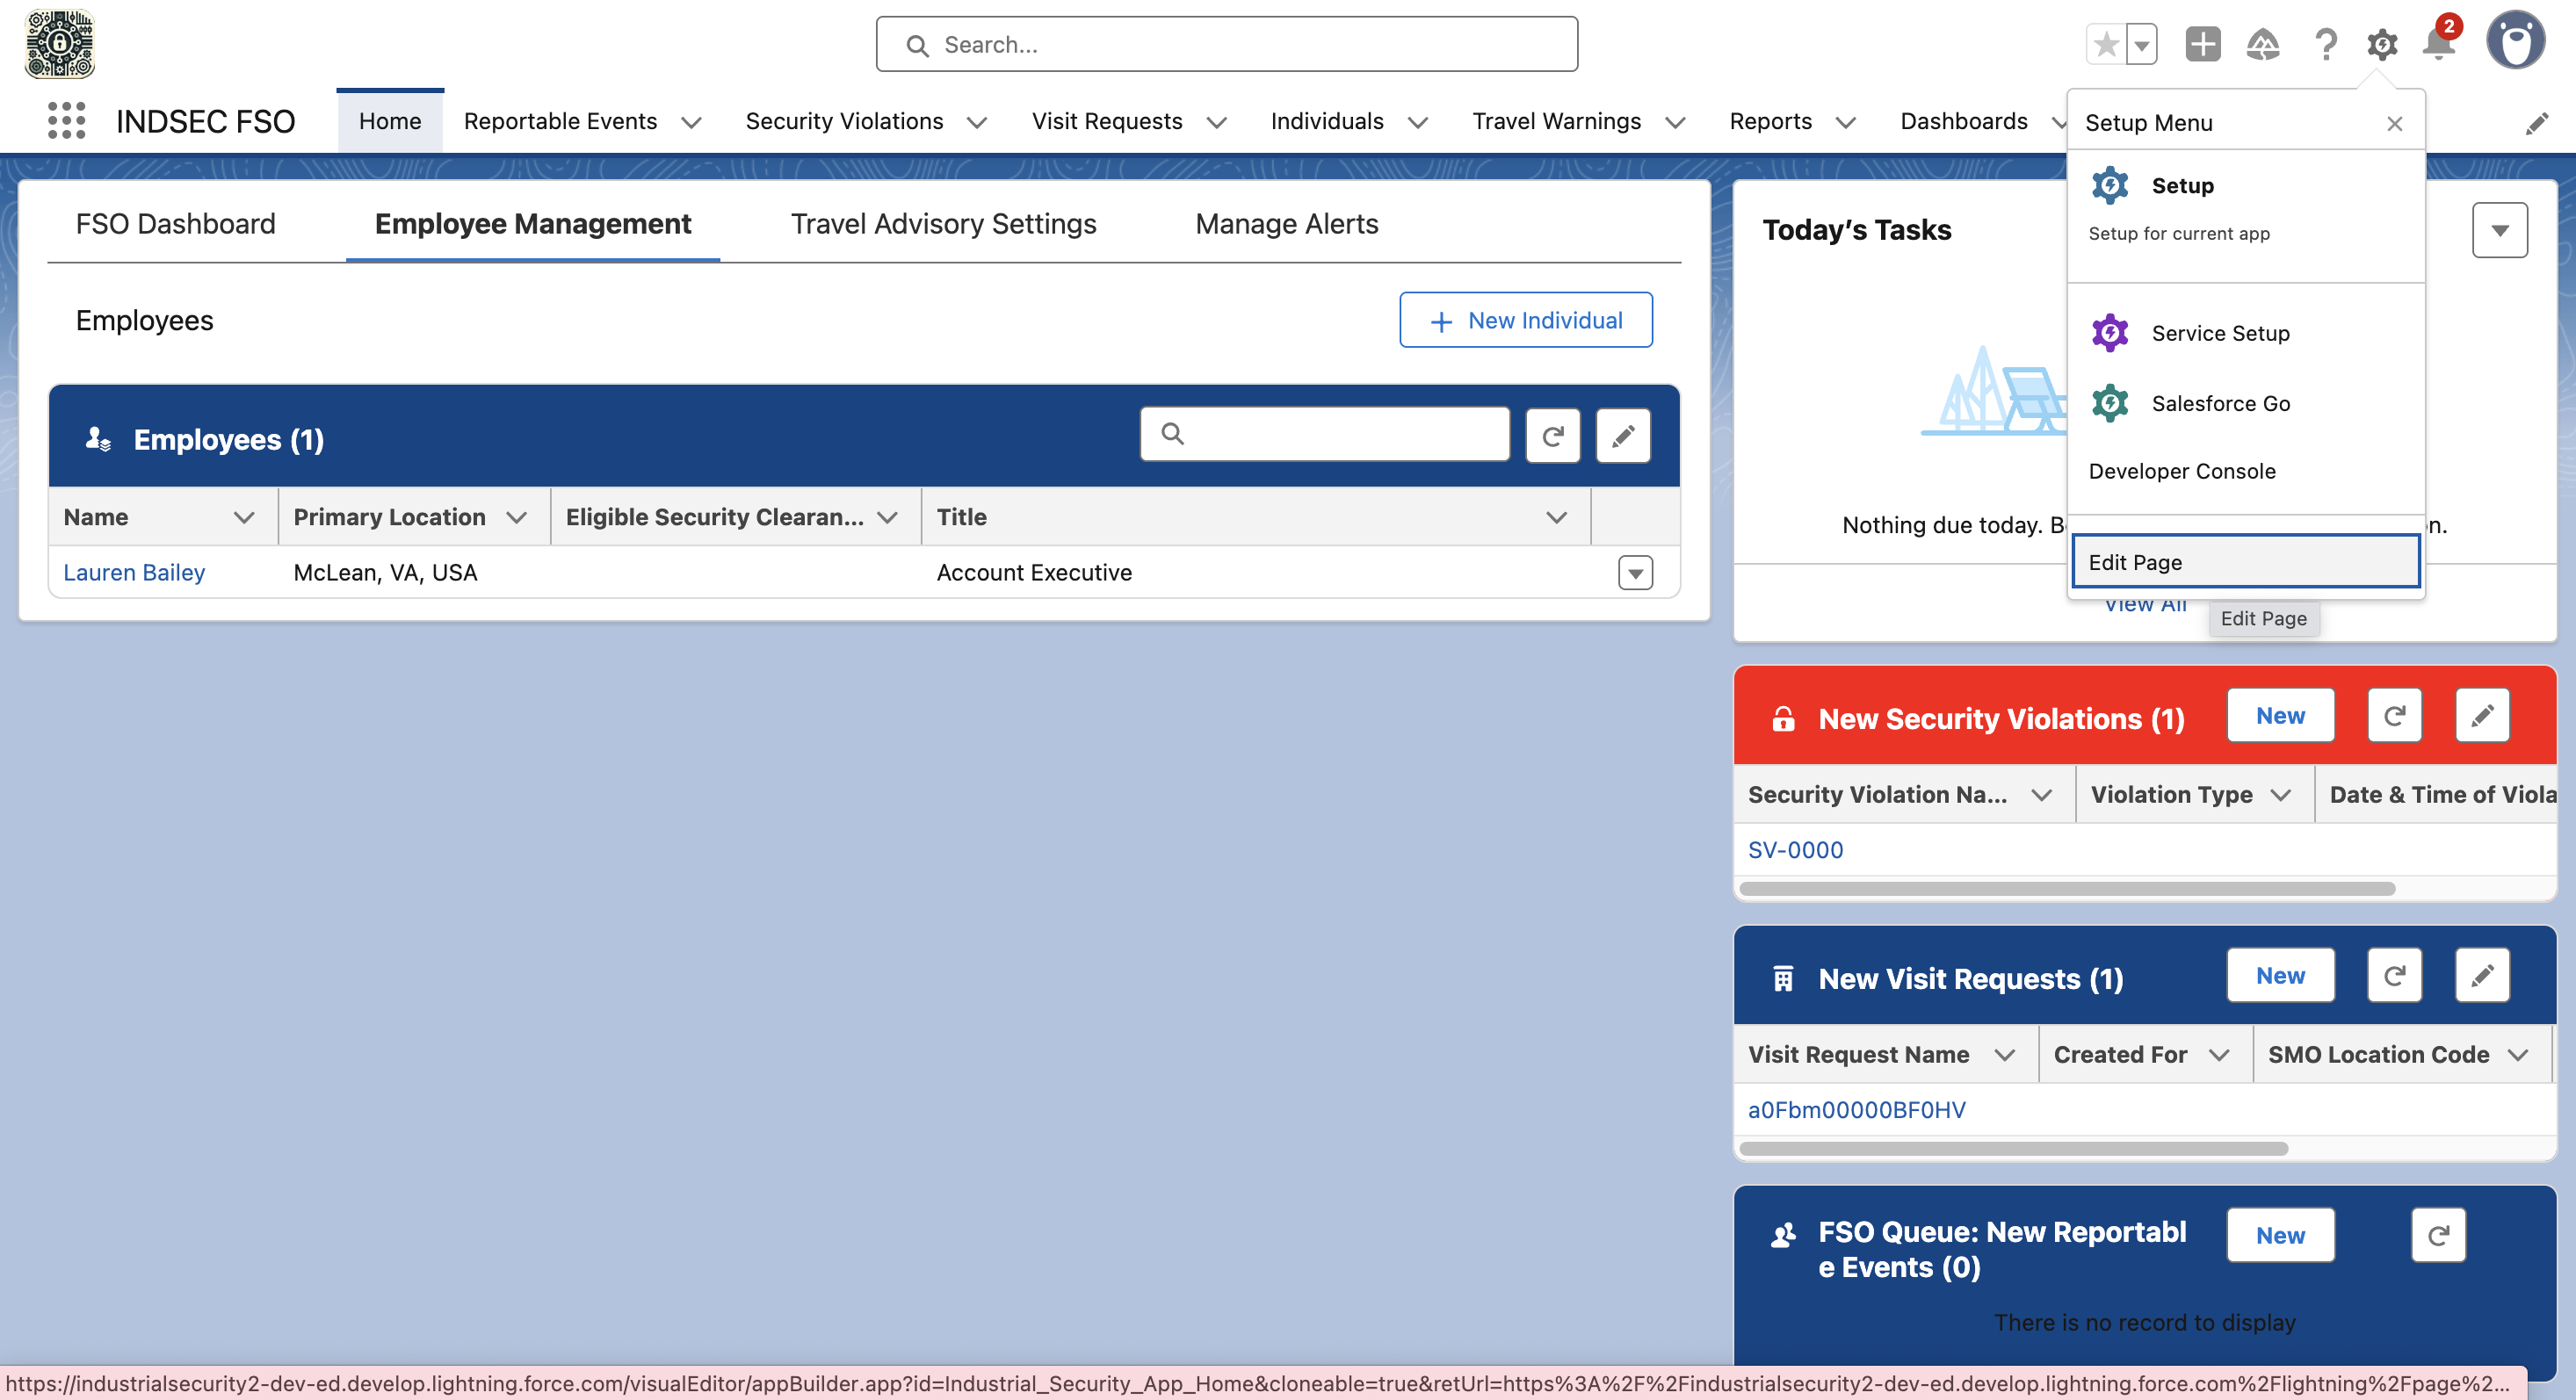 Search...
2
INDSEC FSO
Home
Reportable Events
Security Violations
Visit Requests
Individuals
Travel Warnings
Reports
Dashboards
Setup Menu
Setup
Setup for current app
Service Setup
Salesforce Go
Developer Console
Edit Page
Edit Page
FSO Dashboard
Employee Management
Travel Advisory Settings
Manage Alerts
Employees
New Individual
Employees (1)
Name
Primary Location
Eligible Security Clearan...
Title
Lauren Bailey
McLean, VA, USA
Account Executive
Today's Tasks
Nothing due today.
View All
New Security Violations (1)
New
Security Violation Na...
Violation Type
Date & Time of Viola
SV-0000
New Visit Requests (1)
New
Visit Request Name
Created For
SMO Location Code
a0Fbm00000BF0HV
FSO Queue: New Reportabl
e Events (0)
New
There is no record to display
https://industrialsecurity2-dev-ed.develop.lightning.force.com/visualEditor/appBuilder.app?id=Industrial_Security_App_Home&cloneable=true&retUrl=https%3A%2F%2Findustrialsecurity2-dev-ed.develop.lightning.force.com%2Flightning%2Fpage%2...